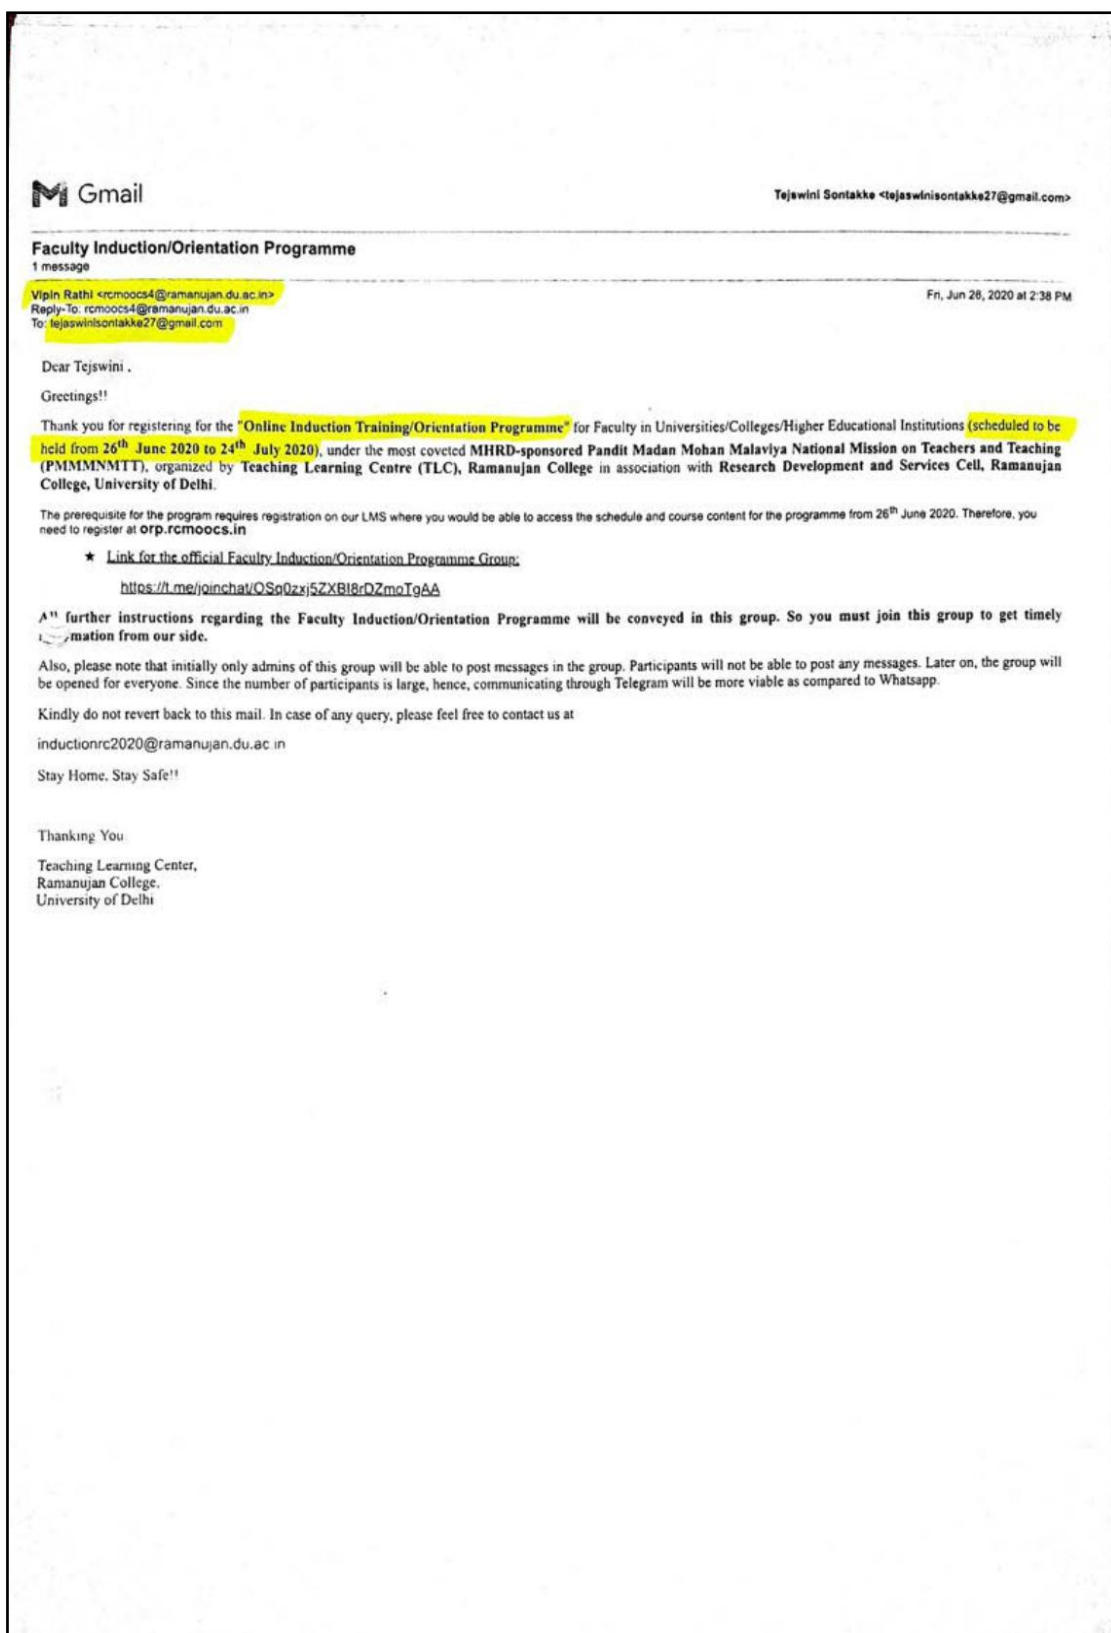 Gmail
Tejswini Sontakke <tejaswinisontakke27@gmail.com>
Faculty Induction/Orientation Programme
1 message
Vipin Rathi <rcmoocs4@ramanujan.du.ac.in>
Fri, Jun 26, 2020 at 2:38 PM
Reply-To: rcmoocs4@ramanujan.du.ac.in
To: tejaswinisontakke27@gmail.com
Dear Tejswini .
Greetings!!
Thank you for registering for the "Online Induction Training/Orientation Programme" for Faculty in Universities/Colleges/Higher Educational Institutions (scheduled to be
held from 26th June 2020 to 24th July 2020), under the most coveted MHRD-sponsored Pandit Madan Mohan Malaviya National Mission on Teachers and Teaching
(PMMMNMTT), organized by Teaching Learning Centre (TLC), Ramanujan College in association with Research Development and Services Cell, Ramanujan
College, University of Delhi.
The prerequisite for the program requires registration on our LMS where you would be able to access the schedule and course content for the programme from 26th June 2020. Therefore, you
need to register at orp.rcmoocs.in
★ Link for the official Faculty Induction/Orientation Programme Group:
https://t.me/joinchat/OSq0zxj5ZXBI8rDZmoTgAA
further instructions regarding the Faculty Induction/Orientation Programme will be conveyed in this group. So you must join this group to get timely
mation from our side.
Also, please note that initially only admins of this group will be able to post messages in the group. Participants will not be able to post any messages. Later on, the group will
be opened for everyone. Since the number of participants is large, hence, communicating through Telegram will be more viable as compared to Whatsapp.
Kindly do not revert back to this mail. In case of any query, please feel free to contact us at
inductionrc2020@ramanujan.du.ac in
Stay Home. Stay Safe!!
Thanking You
Teaching Learning Center,
Ramanujan College.
University of Delhi